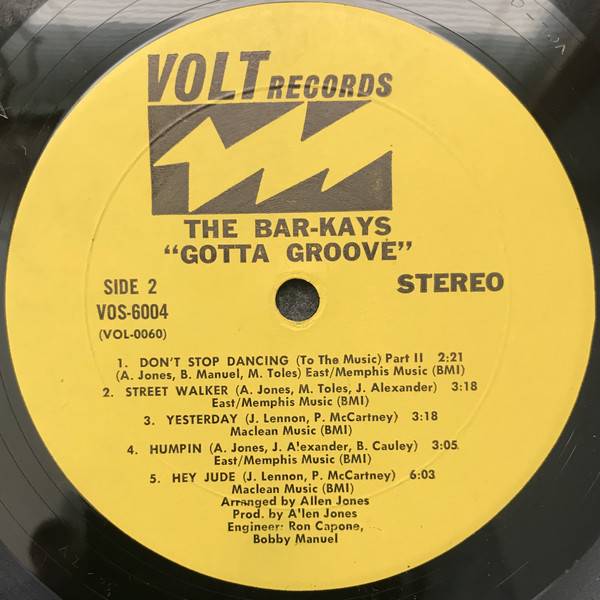 VOLT RECORDS
THE BAR-KAYS
"GOTTA GROOVE"
SIDE 2
STEREO
VOS-6004
(VOL-0060)
1. DON'T STOP DANCING (To The Music) Part II 2:21
(A. Jones, B. Manuel, M. Toles) East/Memphis Music (BMI)
2. STREET WALKER (A. Jones, M. Toles, J. Alexander) 3:18
East/Memphis Music (BMI)
3. YESTERDAY (J. Lennon, P. McCartney) 3:18
Maclean Music (BMI)
4. HUMPIN (A. Jones, J. A'exander, B. Cauley) 3:05
East/Memphis Music (BMI)
5. HEY JUDE (J. Lennon, P. McCartney) 6:03
Maclean Music (BMI)
Arranged by Allen Jones
Prod. by A'len Jones
Engineer: Ron Capone,
Bobby Manuel